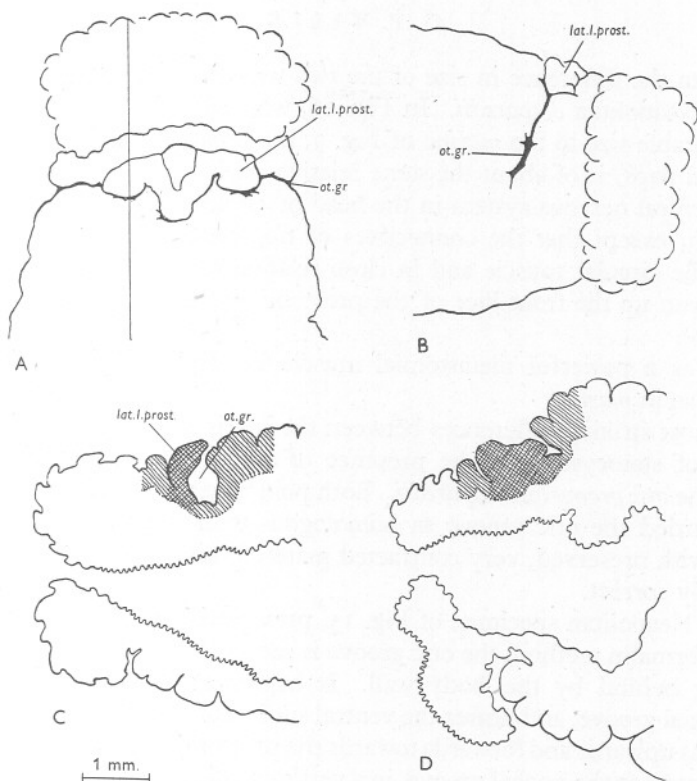 lat.l.prost.
lat.l.prost.
ot.gr.
ot.gr
A
B
lat.l.prost
ot.gr.
C
D
1 mm.